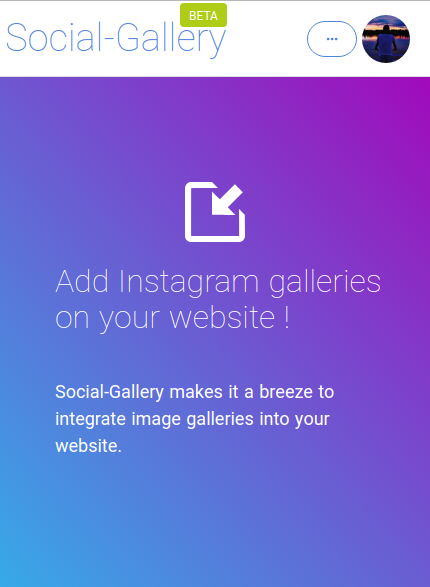 BETA
Social-Gallery
Add Instagram galleries
on your website !
Social-Gallery makes it a breeze to
integrate image galleries into your
website.